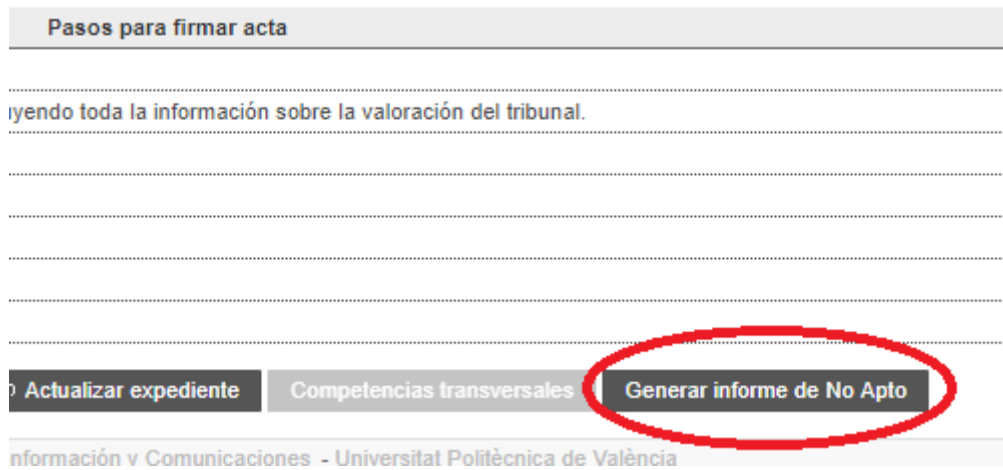 Pasos para firmar acta
yendo toda la información sobre la valoración del tribunal.
Actualizar expediente Competencias transversales Generar informe de No Apto
nformación y Comunicaciones - Universitat Politècnica de València